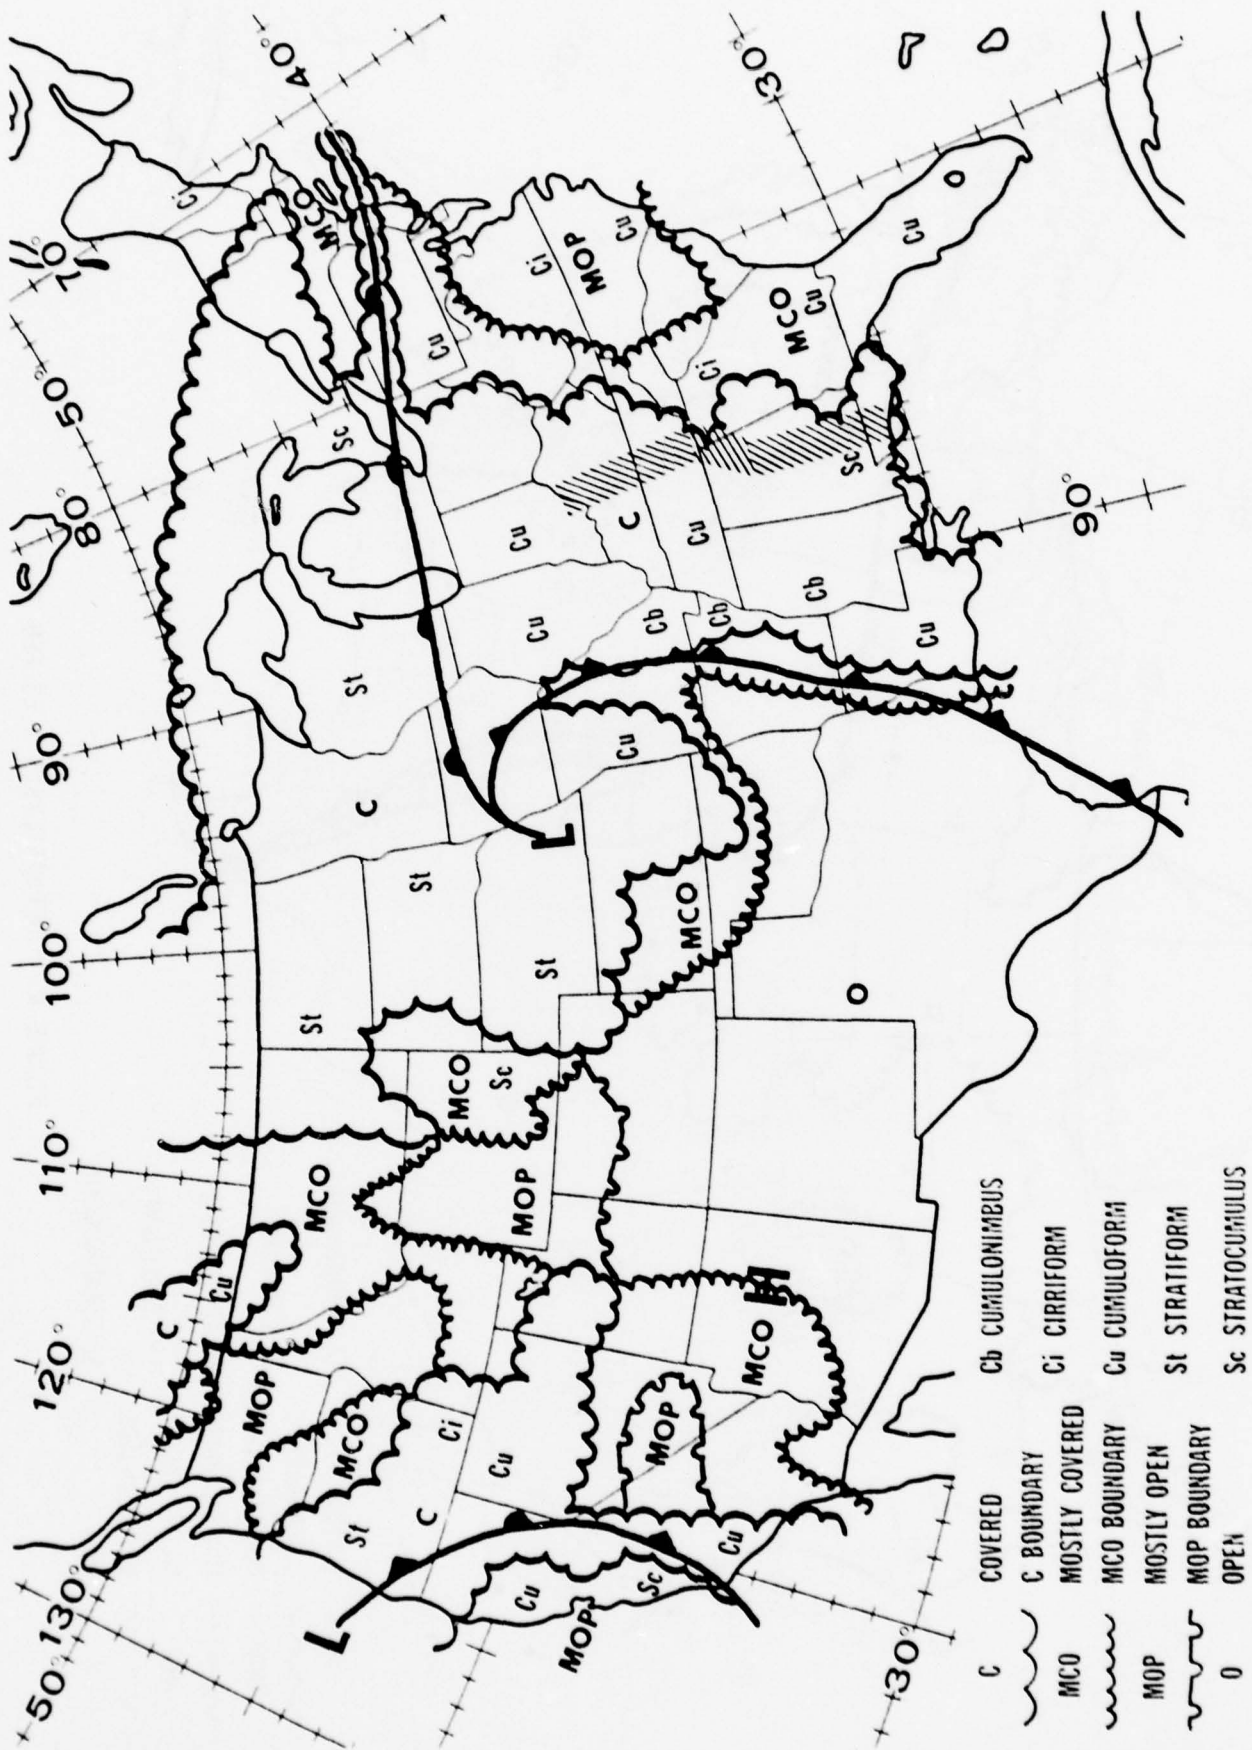 50°
130°
120°
110°
100°
90°
80°
50°
70°
40°
30°
90°
30°
C
Cu
MOP
MCO
MCO
St
C
Ci
Cu
L
Cu
MOP
Sc
Cu
MOP
MCO
H
MOP
MCO
Sc
St
St
St
MCO
O
C
St
L
Cu
Sc
Cu
Cu
Cb
Cb
Cb
Cu
C
Cu
Sc
Ci
MCO
Cu
Ci
MOP
Cu
Ci
MCO
Cu
Cu
C COVERED
C BOUNDARY
MCO MOSTLY COVERED
MCO BOUNDARY
MOP MOSTLY OPEN
MOP BOUNDARY
O OPEN
Cb CUMULONIMBUS
Ci CIRRIFORM
Cu CUMULOFORM
St STRATIFORM
Sc STRATOCUMULUS